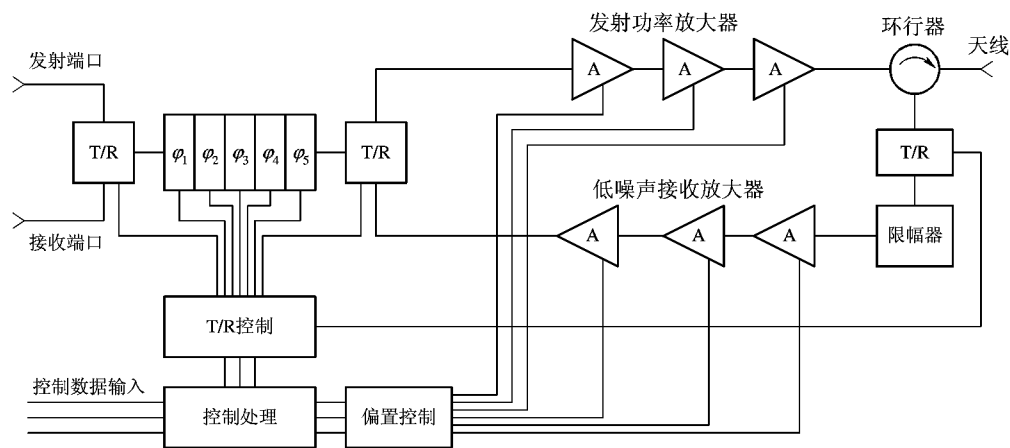 发射功率放大器
环行器
天线
发射端口
A
A
A
T/R
φ1
φ2
φ3
φ4
φ5
T/R
T/R
低噪声接收放大器
接收端口
A
A
A
限幅器
T/R控制
控制数据输入
控制处理
偏置控制